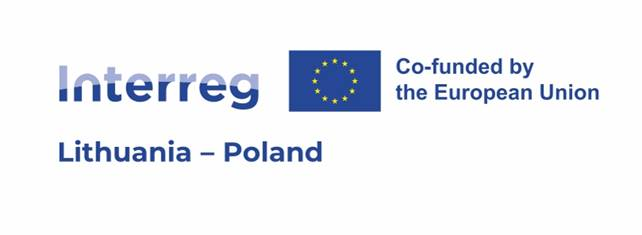 Interreg
Co-funded by
the European Union
Lithuania – Poland